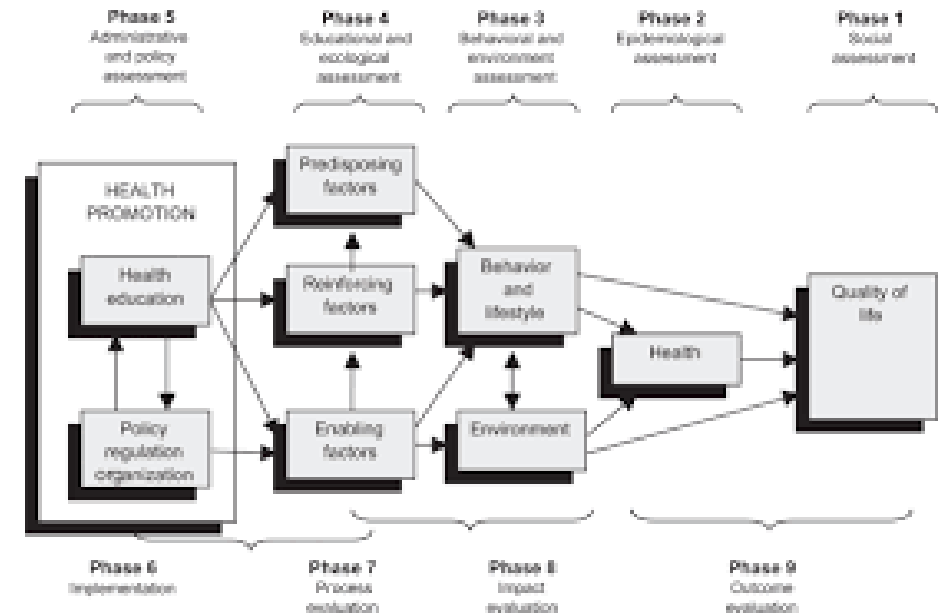 Phase 5
Administrative
and policy
assessment
Phase 4
Educational and
ecological
assessment
Phase 3
Behavioral and
environment
assessment
Phase 2
Epidemiological
assessment
Phase 1
Social
assessment
HEALTH
PROMOTION
Health
education
Policy
regulation
organization
Predisposing
factors
Reinforcing
factors
Enabling
factors
Behavior
and
lifestyle
Environment
Health
Quality of
life
Phase 6
Implementation
Phase 7
Process
evaluation
Phase 8
Impact
evaluation
Phase 9
Outcome
evaluation